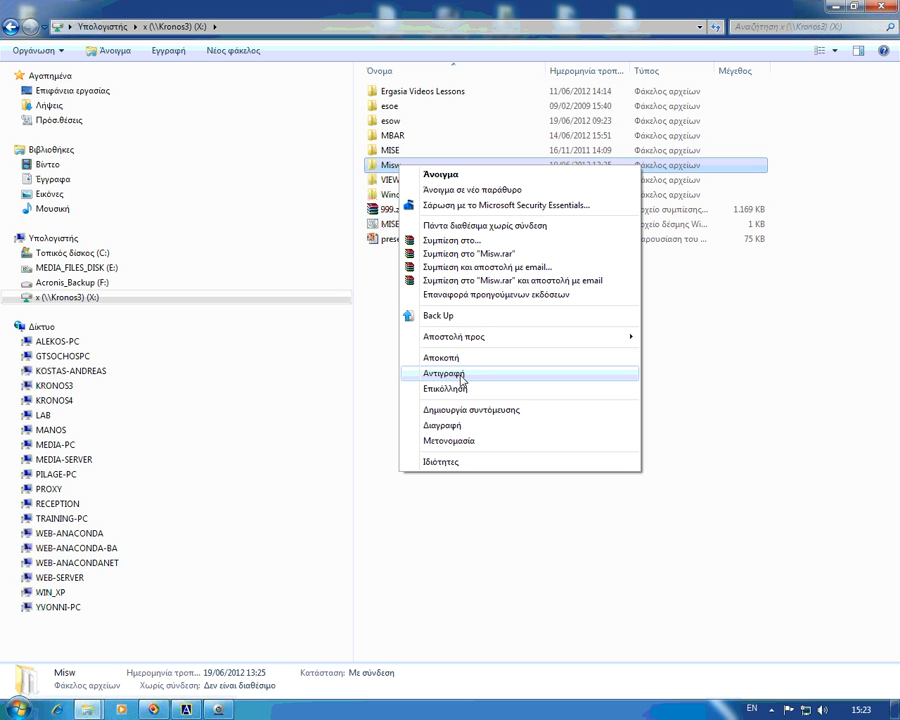 Υπολογιστής ▸ x (\\Kronos3) (X:) ▸
Αναζήτηση x (\\Kronos3) (X:)
Οργάνωση
Άνοιγμα
Εγγραφή
Νέος φάκελος
Αγαπημένα
Επιφάνεια εργασίας
Λήψεις
Πρόσ.θέσεις
Βιβλιοθήκες
Βίντεο
Έγγραφα
Εικόνες
Μουσική
Υπολογιστής
Τοπικός δίσκος (C:)
MEDIA_FILES_DISK (E:)
Acronis_Backup (F:)
x (\\Kronos3) (X:)
Δίκτυο
ALEKOS-PC
GTSOCHOSPC
KOSTAS-ANDREAS
KRONOS3
KRONOS4
LAB
MANOS
MEDIA-PC
MEDIA-SERVER
PILAGE-PC
PROXY
RECEPTION
TRAINING-PC
WEB-ANACONDA
WEB-ANACONDA-BA
WEB-ANACONDANET
WEB-SERVER
WIN_XP
YVONNI-PC
Όνομα Ημερομηνία τροπ... Τύπος Μέγεθος
Ergasia Videos Lessons 11/06/2012 14:14 Φάκελος αρχείων
esoe 09/02/2009 15:40 Φάκελος αρχείων
esow 19/06/2012 09:23 Φάκελος αρχείων
MBAR 14/06/2012 15:51 Φάκελος αρχείων
MISE 16/11/2011 14:09 Φάκελος αρχείων
Misw 19/06/2012 13:25 Φάκελος αρχείων
VIEW Φάκελος αρχείων
Φάκελος αρχείων
συμπίεσης... 1.169 KB
MISE δέσμης Wi... 1 KB
75 KB
Άνοιγμα
Άνοιγμα σε νέο παράθυρο
Σάρωση με το Microsoft Security Essentials...
Πάντα διαθέσιμα χωρίς σύνδεση
Συμπίεση στο...
Συμπίεση στο "Misw.rar"
Συμπίεση και αποστολή με email...
Συμπίεση στο "Misw.rar" και αποστολή με email
Επαναφορά προηγούμενων εκδόσεων
Back Up
Αποστολή προς
Αποκοπή
Αντιγραφή
Επικόλληση
Δημιουργία συντόμευσης
Διαγραφή
Μετονομασία
Ιδιότητες
Misw Ημερομηνία τροπ... 19/06/2012 13:25 Κατάσταση: Με σύνδεση
Φάκελος αρχείων Χωρίς σύνδεση: Δεν είναι διαθέσιμο
EN 15:23